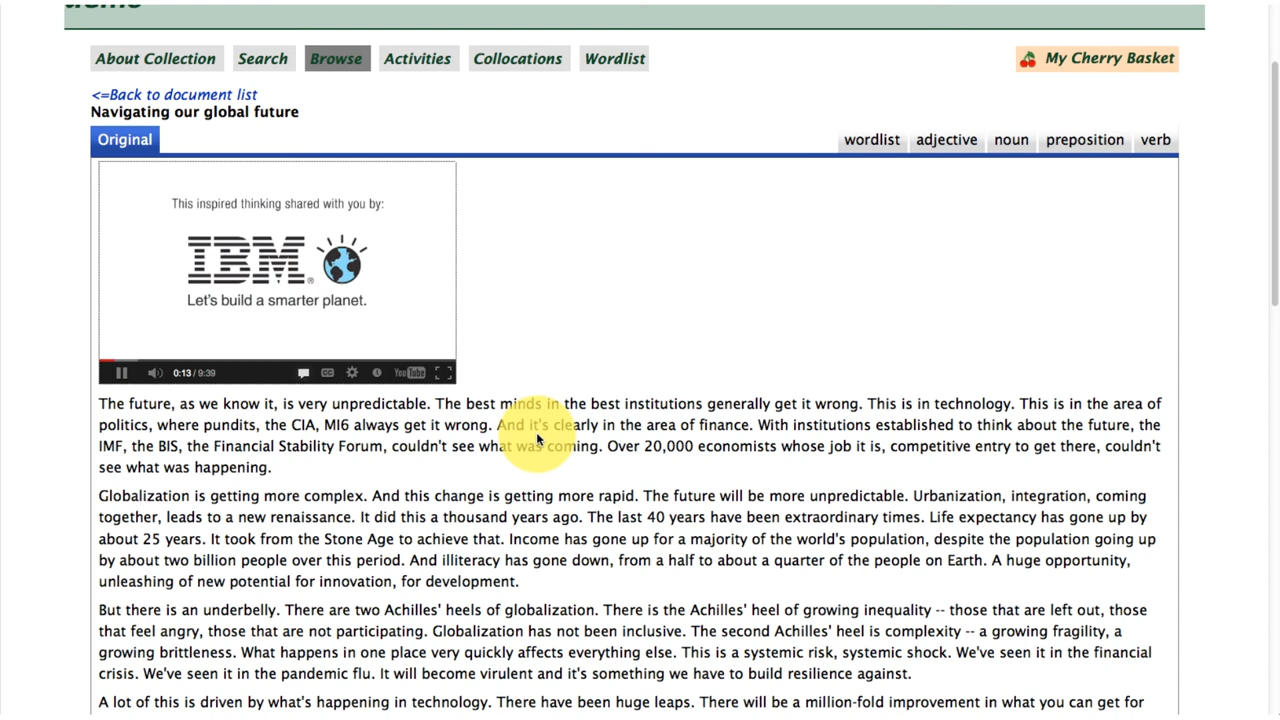 demo
About Collection Search Browse Activities Collocations Wordlist My Cherry Basket
<=Back to document list
Navigating our global future
Original wordlist adjective noun preposition verb
This inspired thinking shared with you by:
IBM®
Let's build a smarter planet.
0:13 / 9:39 CC YouTube
The future, as we know it, is very unpredictable. The best minds in the best institutions generally get it wrong. This is in technology. This is in the area of
politics, where pundits, the CIA, MI6 always get it wrong. And it's clearly in the area of finance. With institutions established to think about the future, the
IMF, the BIS, the Financial Stability Forum, couldn't see what was coming. Over 20,000 economists whose job it is, competitive entry to get there, couldn't
see what was happening.
Globalization is getting more complex. And this change is getting more rapid. The future will be more unpredictable. Urbanization, integration, coming
together, leads to a new renaissance. It did this a thousand years ago. The last 40 years have been extraordinary times. Life expectancy has gone up by
about 25 years. It took from the Stone Age to achieve that. Income has gone up for a majority of the world's population, despite the population going up
by about two billion people over this period. And illiteracy has gone down, from a half to about a quarter of the people on Earth. A huge opportunity,
unleashing of new potential for innovation, for development.
But there is an underbelly. There are two Achilles' heels of globalization. There is the Achilles' heel of growing inequality -- those that are left out, those
that feel angry, those that are not participating. Globalization has not been inclusive. The second Achilles' heel is complexity -- a growing fragility, a
growing brittleness. What happens in one place very quickly affects everything else. This is a systemic risk, systemic shock. We've seen it in the financial
crisis. We've seen it in the pandemic flu. It will become virulent and it's something we have to build resilience against.
A lot of this is driven by what's happening in technology. There have been huge leaps. There will be a million-fold improvement in what you can get for